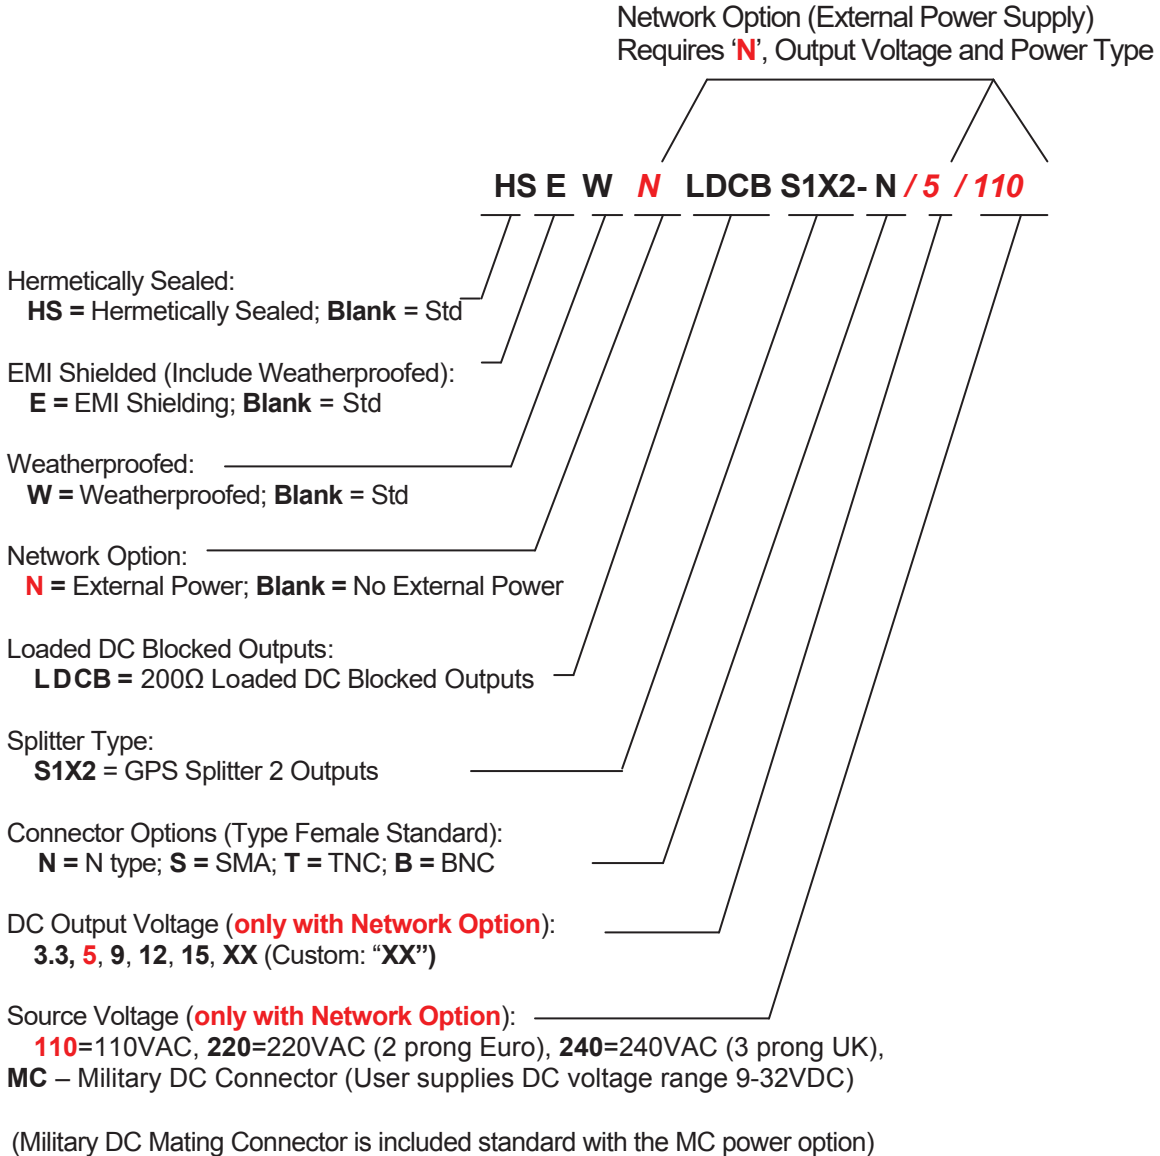 Network Option (External Power Supply)
Requires ‘N’, Output Voltage and Power Type
HS E W N LDCB S1X2- N / 5 / 110
Hermetically Sealed:
HS = Hermetically Sealed; Blank = Std
EMI Shielded (Include Weatherproofed):
E = EMI Shielding; Blank = Std
Weatherproofed:
W = Weatherproofed; Blank = Std
Network Option:
N = External Power; Blank = No External Power
Loaded DC Blocked Outputs:
LDCB = 200Ω Loaded DC Blocked Outputs
Splitter Type:
S1X2 = GPS Splitter 2 Outputs
Connector Options (Type Female Standard):
N = N type; S = SMA; T = TNC; B = BNC
DC Output Voltage (only with Network Option):
3.3, 5, 9, 12, 15, XX (Custom: “XX”)
Source Voltage (only with Network Option):
110=110VAC, 220=220VAC (2 prong Euro), 240=240VAC (3 prong UK),
MC – Military DC Connector (User supplies DC voltage range 9-32VDC)
(Military DC Mating Connector is included standard with the MC power option)